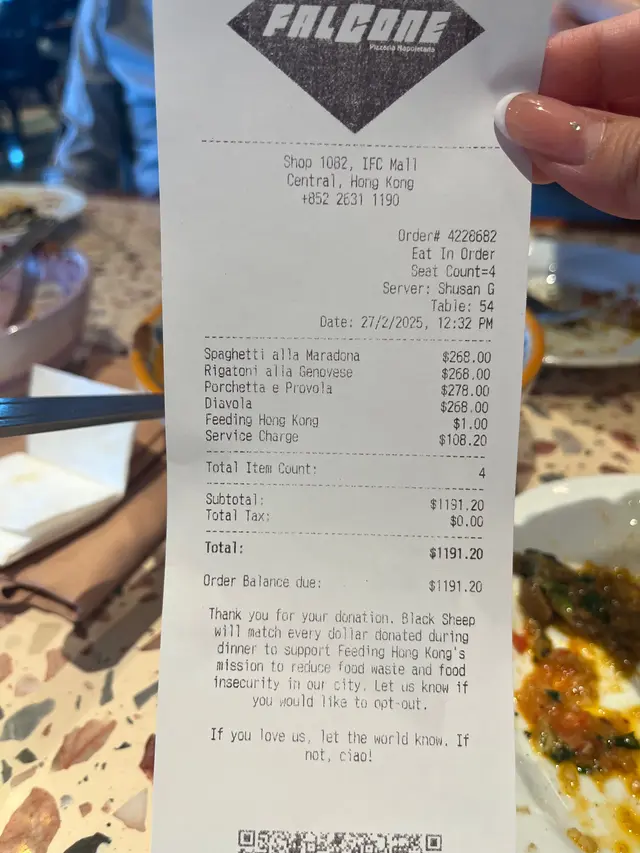 FALCONE
Pizzeria Napoletana
Shop 1082, IFC Mall
Central, Hong Kong
+852 2631 1190
Order# 4228682
Eat In Order
Seat Count=4
Server: Shusan G
Table: 54
Date: 27/2/2025, 12:32 PM
Spaghetti alla Maradona $268.00
Rigatoni alla Genovese $268.00
Porchetta e Provola $278.00
Diavola $268.00
Feeding Hong Kong $1.00
Service Charge $108.20
Total Item Count: 4
Subtotal: $1191.20
Total Tax: $0.00
Total: $1191.20
Order Balance due: $1191.20
Thank you for your donation. Black Sheep
will match every dollar donated during
dinner to support Feeding Hong Kong's
mission to reduce food waste and food
insecurity in our city. Let us know if
you would like to opt-out.
If you love us, let the world know. If
not, ciao!